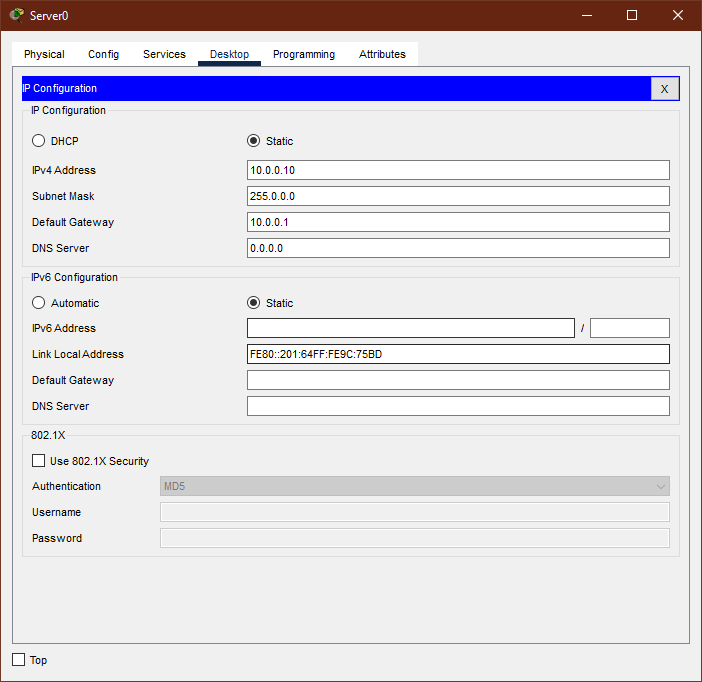 Server0
Physical Config Services Desktop Programming Attributes
IP Configuration X
IP Configuration
DHCP Static
IPv4 Address 10.0.0.10
Subnet Mask 255.0.0.0
Default Gateway 10.0.0.1
DNS Server 0.0.0.0
IPv6 Configuration
Automatic Static
IPv6 Address /
Link Local Address FE80::201:64FF:FE9C:75BD
Default Gateway
DNS Server
802.1X
Use 802.1X Security
Authentication MD5
Username
Password
Top